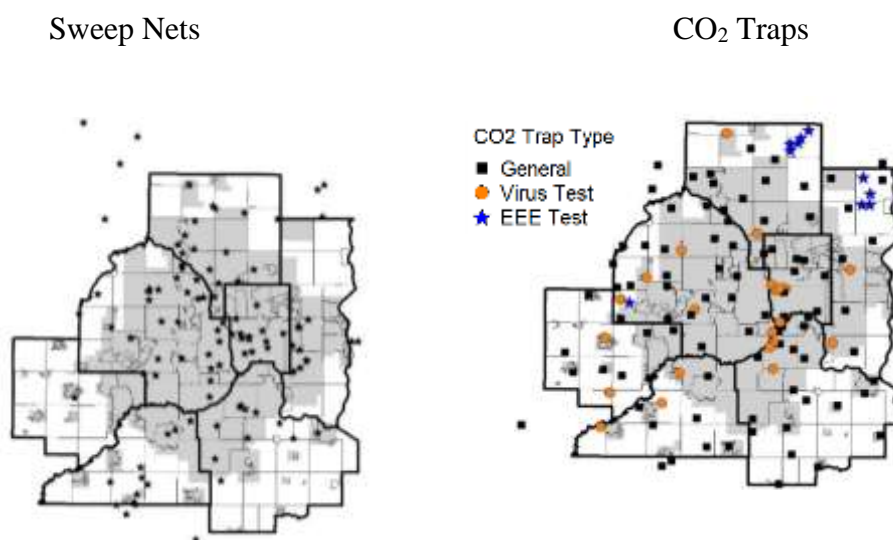 Sweep Nets
CO₂ Traps
CO2 Trap Type
General
Virus Test
EEE Test